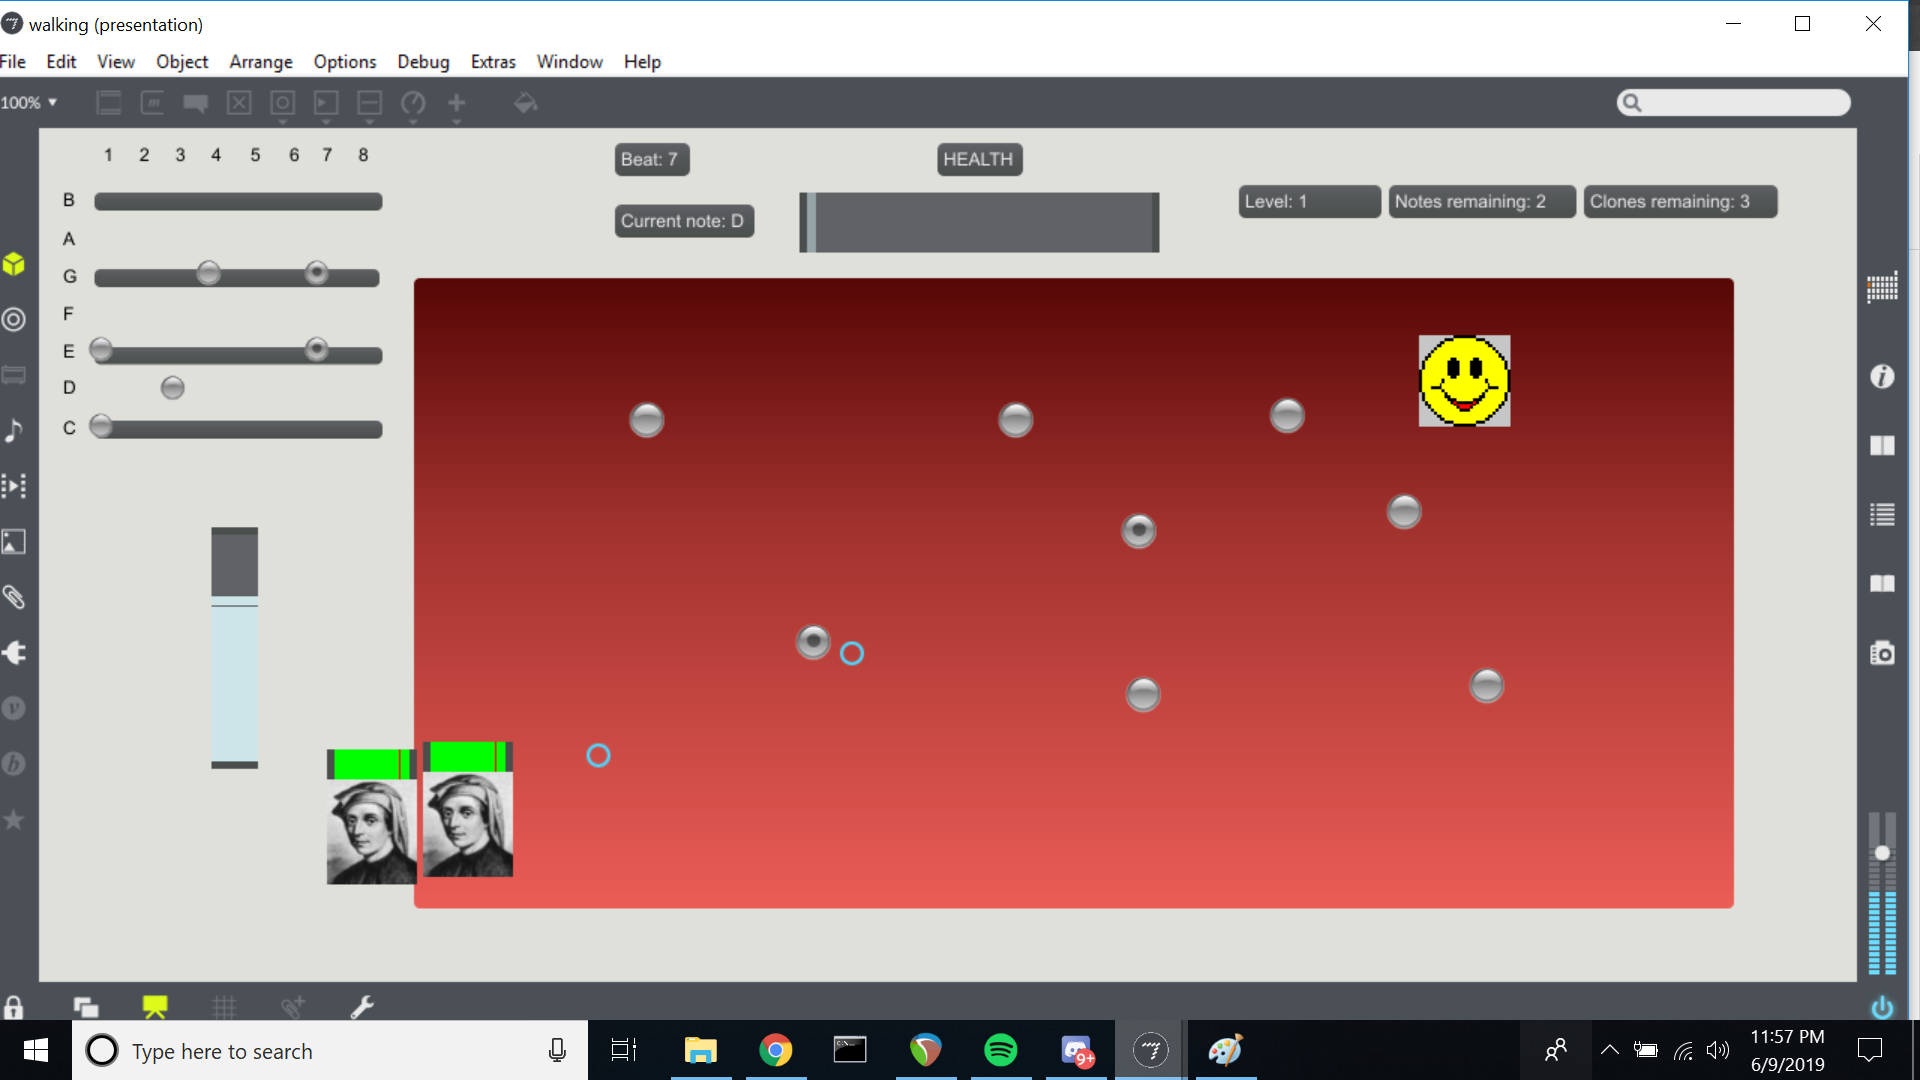 walking (presentation)
File Edit View Object Arrange Options Debug Extras Window Help
100%
1 2 3 4 5 6 7 8
Beat: 7
HEALTH
B
Level: 1
Notes remaining: 2
Clones remaining: 3
Current note: D
A
G
F
E
D
C
Type here to search
9+
11:57 PM
6/9/2019